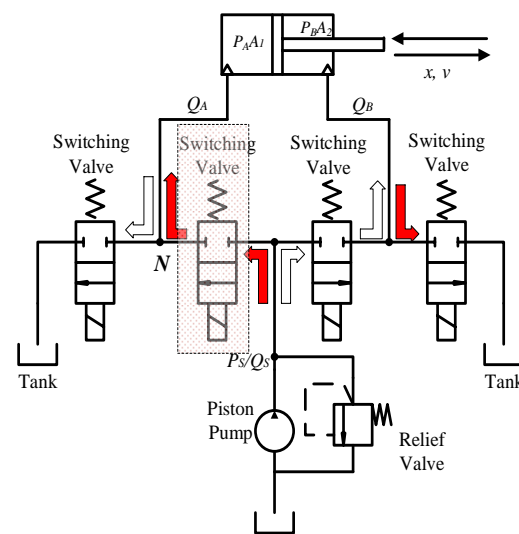 PAA1
PBA2
x, v
QA
QB
Switching
Valve
Switching
Valve
Switching
Valve
Switching
Valve
N
Tank
Tank
PS/QS
Piston
Pump
Relief
Valve